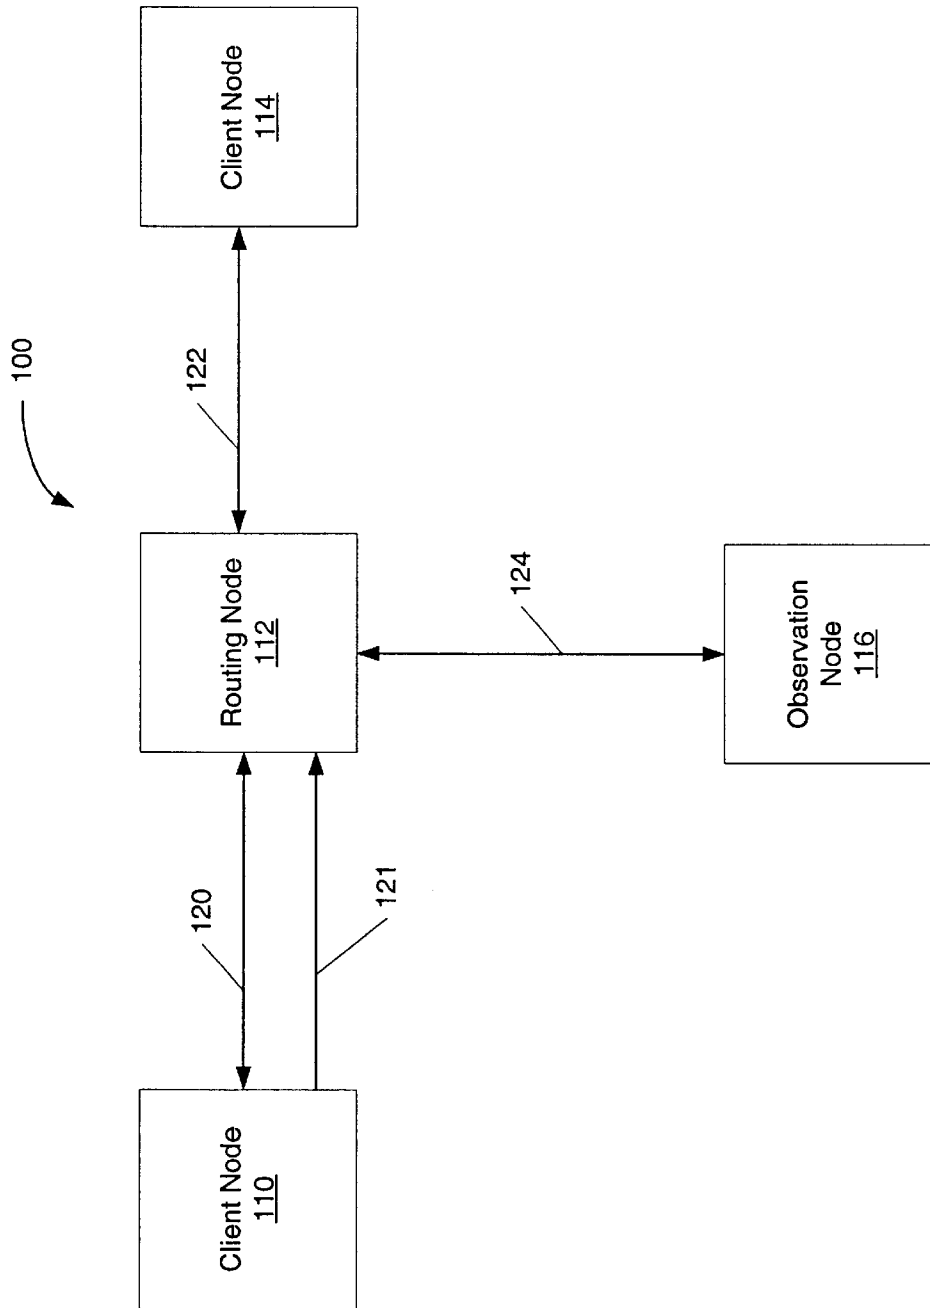 100
Client Node
110
120
121
Routing Node
112
122
Client Node
114
124
Observation
Node
116